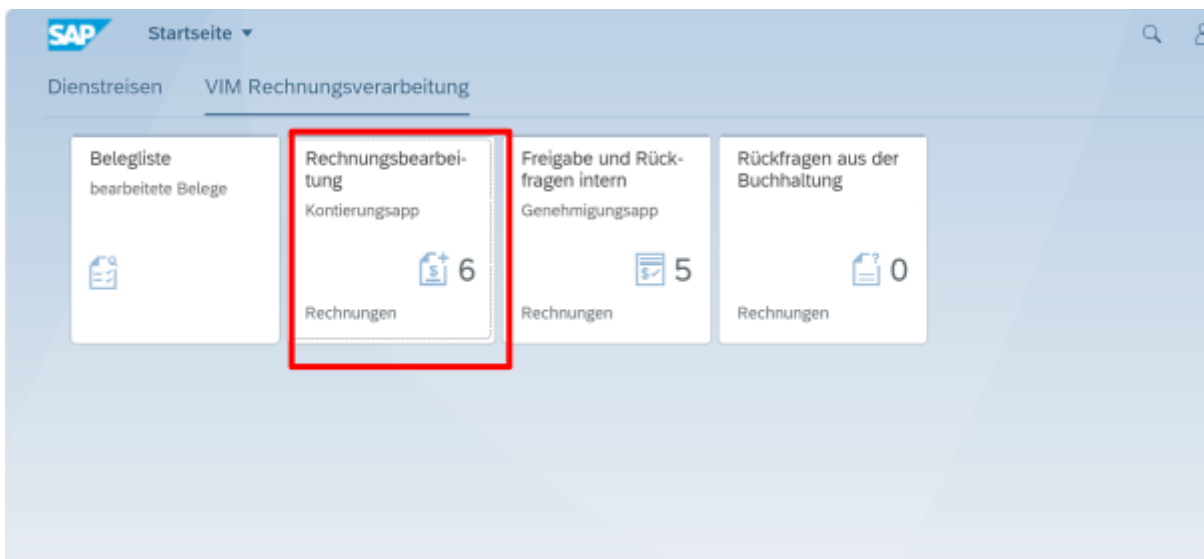 SAP Startseite
Dienstreisen VIM Rechnungsverarbeitung
Belegliste
bearbeitete Belege
Rechnungsbearbei-
tung
Kontierungsapp
6
Rechnungen
Freigabe und Rück-
fragen intern
Genehmigungsapp
5
Rechnungen
Rückfragen aus der
Buchhaltung
0
Rechnungen